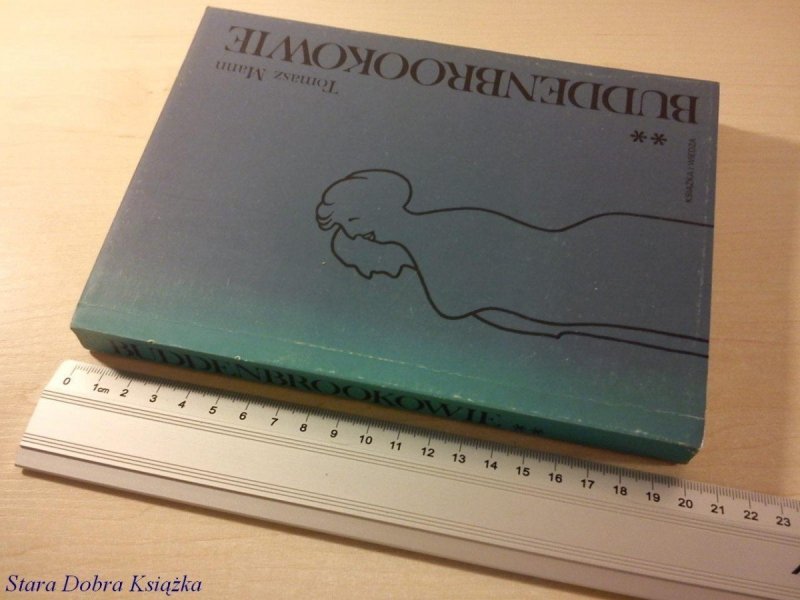 Tomasz Mann
BUDDENBROOKOWIE
**
KSIĄŻKA i WIEDZA
BUDDENBROOKOWIE **
0 1cm 2 3 4 5 6 7 8 9 10 11 12 13 14 15 16 17 18 19 20 21 22 23
Stara Dobra Książka